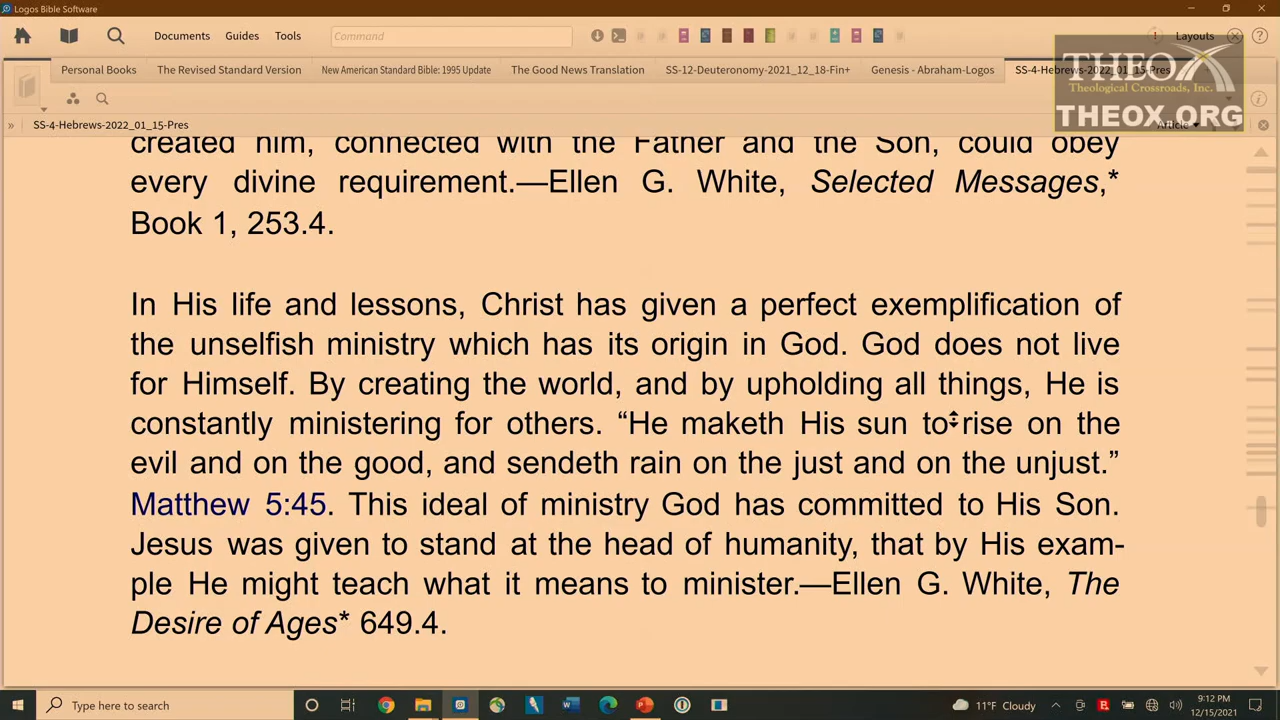 Logos Bible Software
Documents Guides Tools Command Layouts
Personal Books The Revised Standard Version New American Standard Bible: 1995 Update The Good News Translation SS-12-Deuteronomy-2021_12_18-Fin+ Genesis - Abraham-Logos SS-4-Hebrews-2022_01_15-Pres
THEOX
Theological Crossroads, Inc.
THEOX.ORG
SS-4-Hebrews-2022_01_15-Pres Article
created him, connected with the Father and the Son, could obey
every divine requirement.—Ellen G. White, Selected Messages,*
Book 1, 253.4.
In His life and lessons, Christ has given a perfect exemplification of
the unselfish ministry which has its origin in God. God does not live
for Himself. By creating the world, and by upholding all things, He is
constantly ministering for others. “He maketh His sun to rise on the
evil and on the good, and sendeth rain on the just and on the unjust.”
Matthew 5:45. This ideal of ministry God has committed to His Son.
Jesus was given to stand at the head of humanity, that by His exam-
ple He might teach what it means to minister.—Ellen G. White, The
Desire of Ages* 649.4.
Type here to search 11°F Cloudy 9:12 PM
12/15/2021